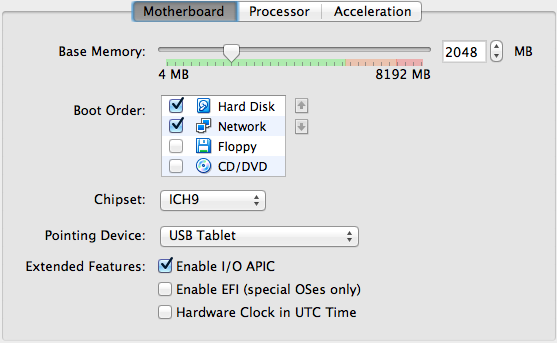 Motherboard Processor Acceleration
Base Memory: 2048 MB
4 MB 8192 MB
Boot Order: Hard Disk
Network
Floppy
CD/DVD
Chipset: ICH9
Pointing Device: USB Tablet
Extended Features: Enable I/O APIC
Enable EFI (special OSes only)
Hardware Clock in UTC Time